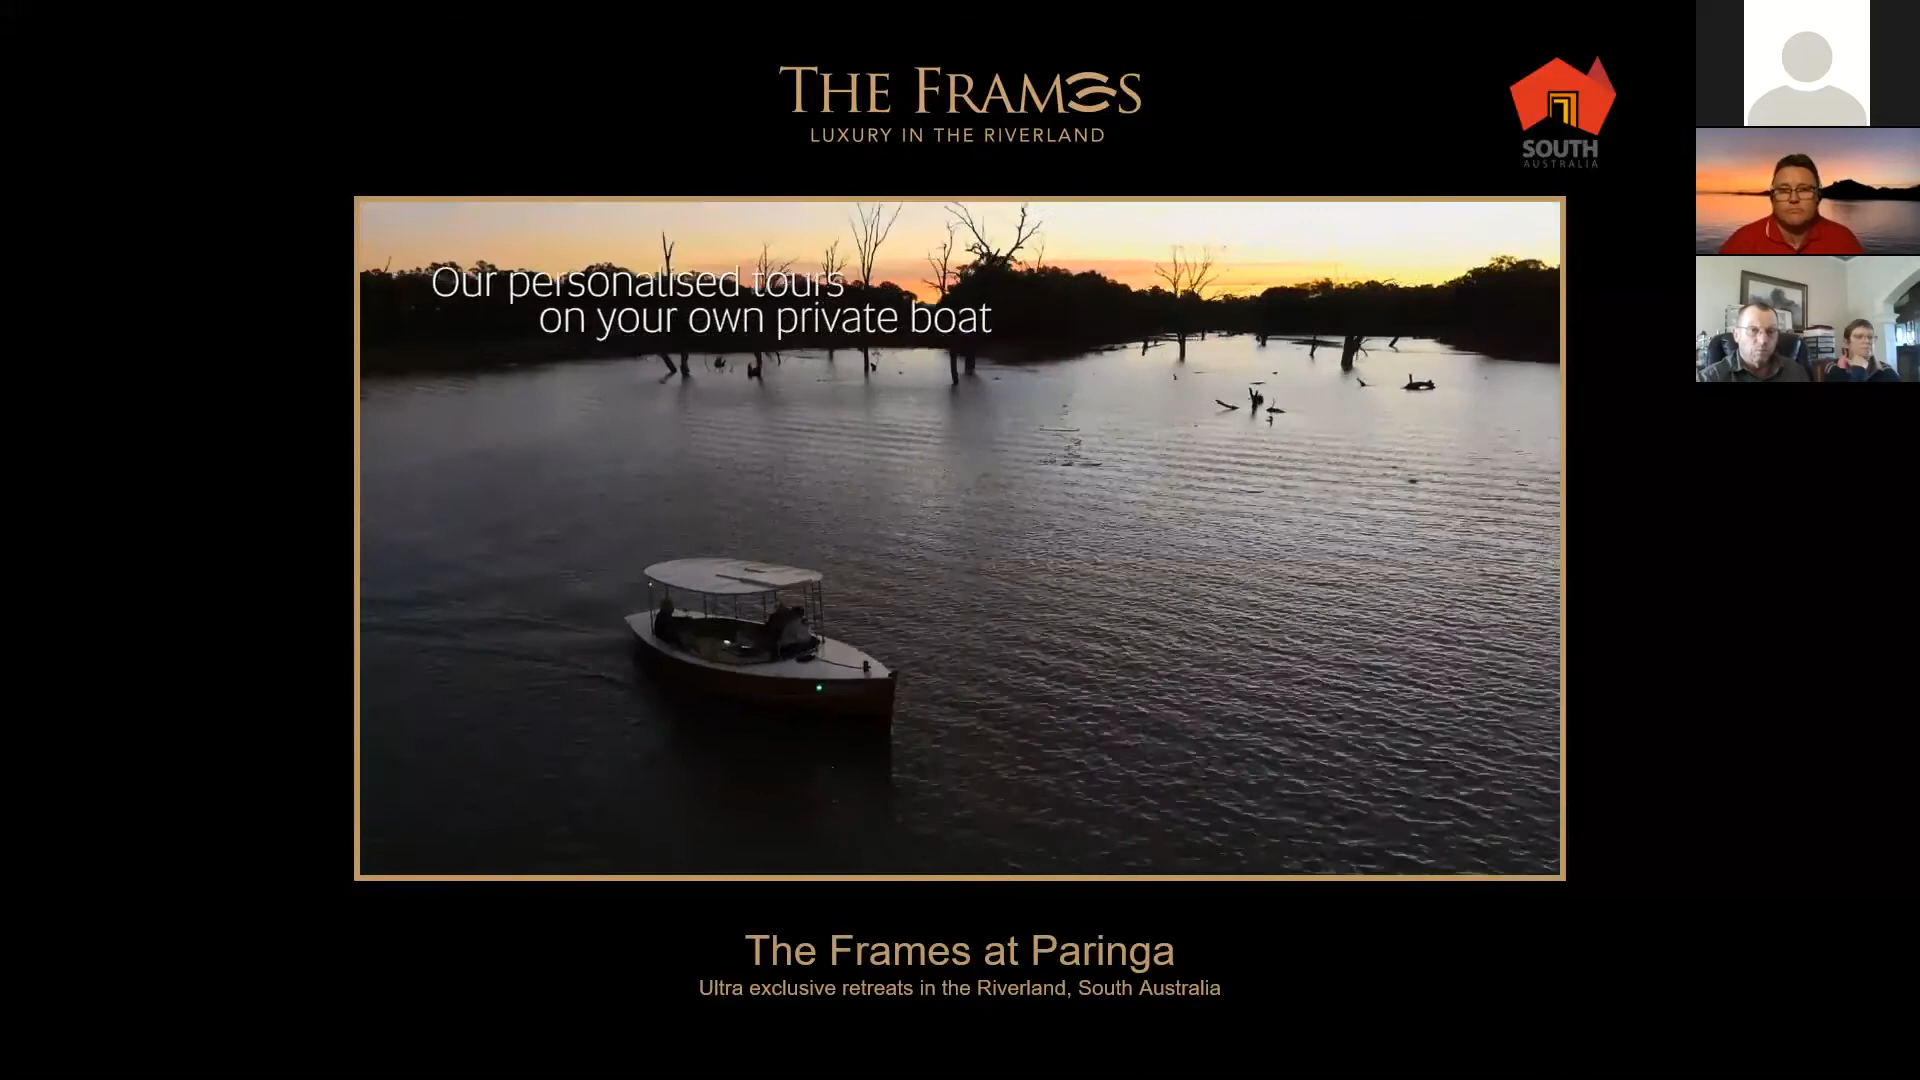 THE FRAMES
LUXURY IN THE RIVERLAND
SOUTH
AUSTRALIA
Our personalised tours
on your own private boat
The Frames at Paringa
Ultra exclusive retreats in the Riverland, South Australia